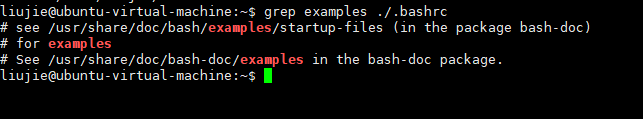 liujie@ubuntu-virtual-machine:~$ grep examples ./.bashrc
# see /usr/share/doc/bash/examples/startup-files (in the package bash-doc)
# for examples
# See /usr/share/doc/bash-doc/examples in the bash-doc package.
liujie@ubuntu-virtual-machine:~$